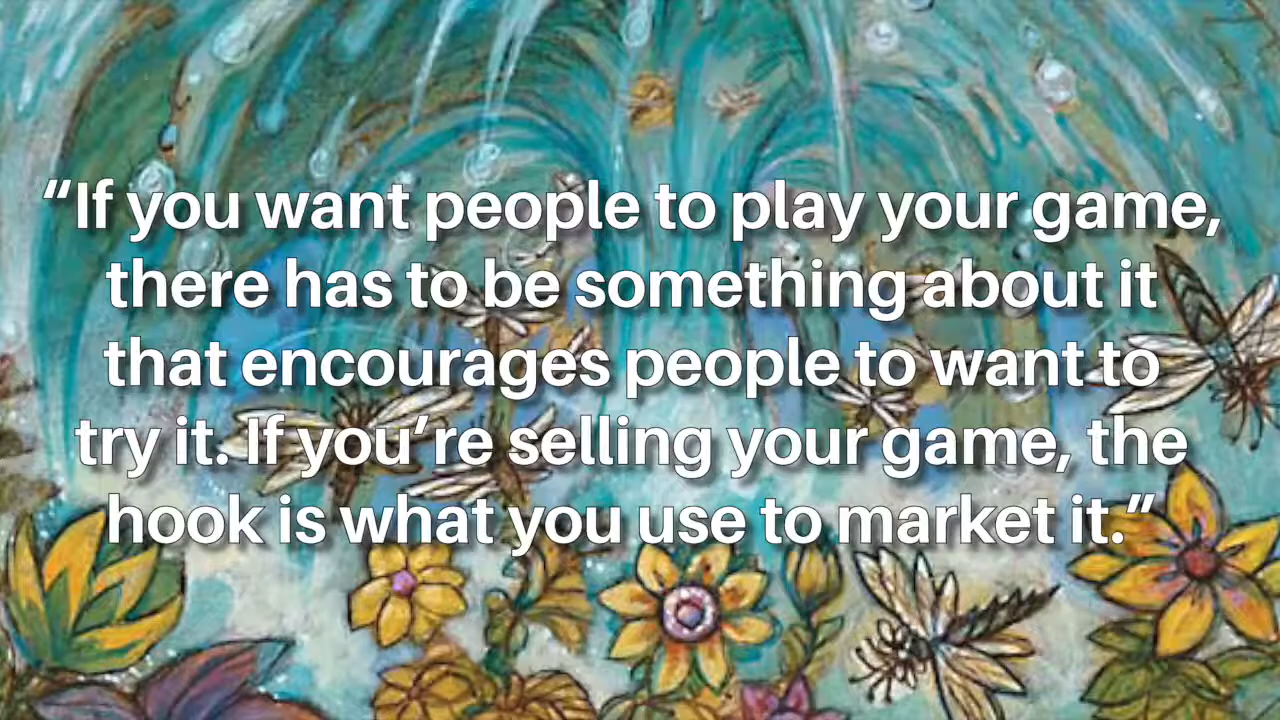 “If you want people to play your game,
there has to be something about it
that encourages people to want to
try it. If you’re selling your game, the
hook is what you use to market it.”